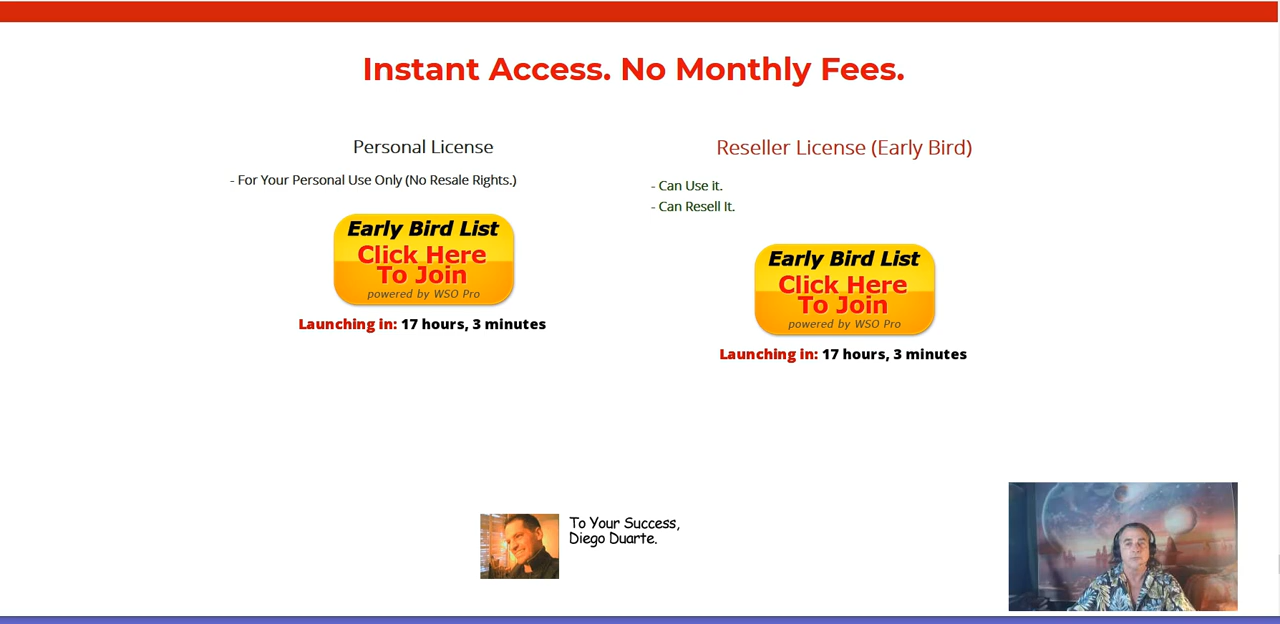 Instant Access. No Monthly Fees.
Personal License
- For Your Personal Use Only (No Resale Rights.)
Early Bird List
Click Here
To Join
powered by WSO Pro
Launching in: 17 hours, 3 minutes
Reseller License (Early Bird)
- Can Use it.
- Can Resell It.
Early Bird List
Click Here
To Join
powered by WSO Pro
Launching in: 17 hours, 3 minutes
To Your Success,
Diego Duarte.